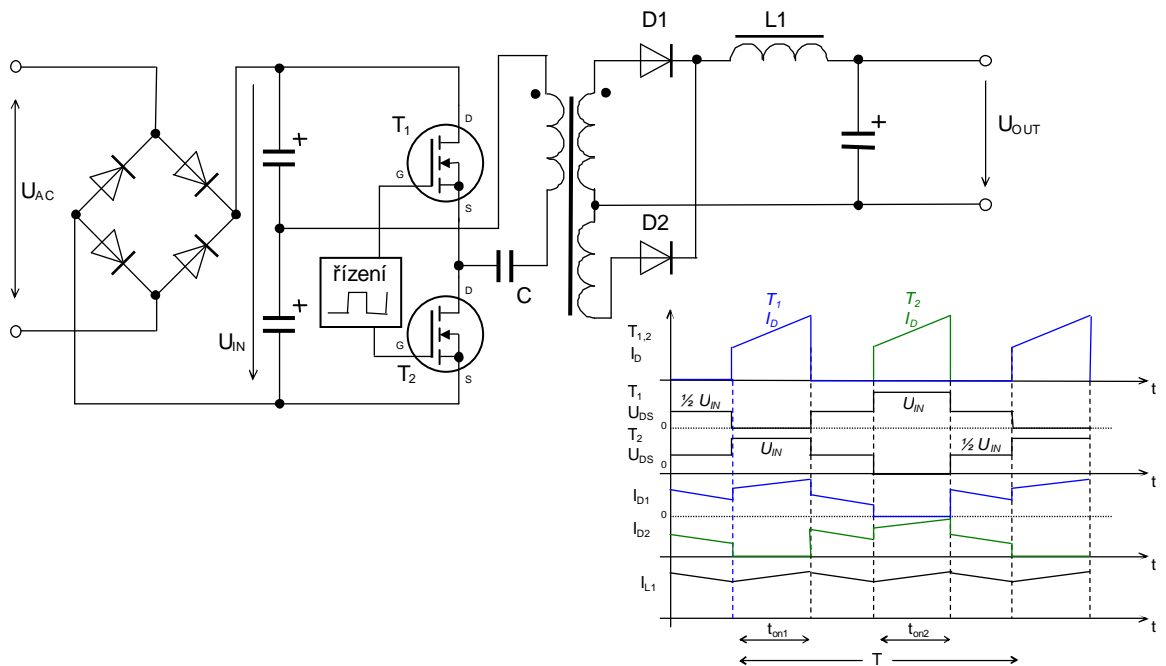 D1
L1
D
T1
+
G
S
+
UOUT
UAC
D2
řízení
C
D
+
UIN
G
S
T2
T1
ID
T2
ID
T1,2
ID
t
T1
UDS
½ UIN
UIN
0
T2
UDS
UIN
½ UIN
0
t
ID1
0
ID2
t
IL1
t
ton1
ton2
T